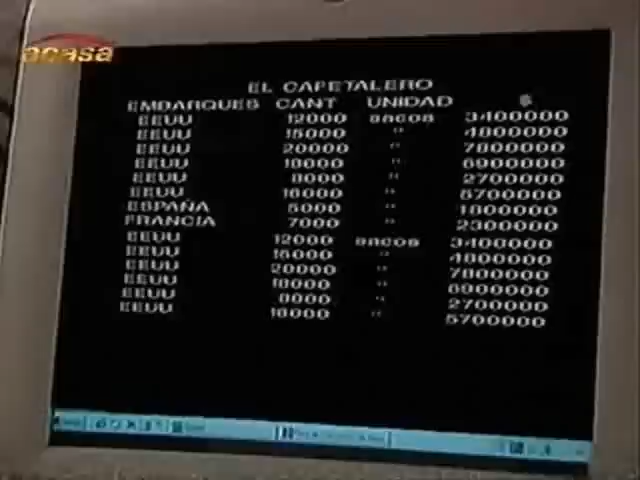 acasa
EL CAFETALERO
EMBARQUES CANT UNIDAD $
EEUU 12000 sacos 3400000
EEUU 15000 " 4800000
EEUU 20000 " 7800000
EEUU 18000 " 6900000
EEUU 8000 " 2700000
EEUU 16000 " 5700000
ESPAÑA 5000 " 1800000
FRANCIA 7000 " 2300000
EEUU 12000 sacos 3400000
EEUU 15000 " 4800000
EEUU 20000 7800000
EEUU 18000 " 6900000
EEUU 8000 " 2700000
EEUU 16000 " 5700000